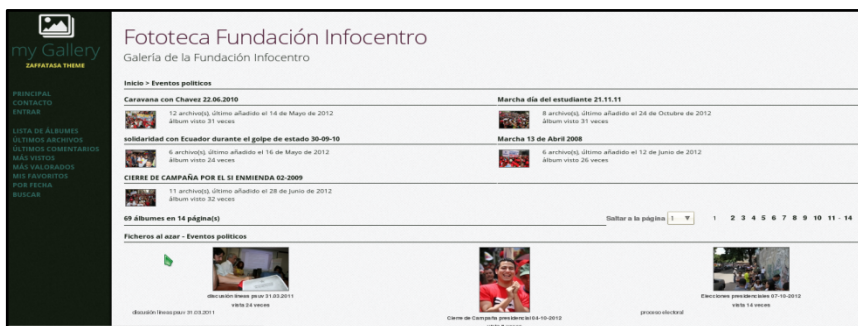 my Gallery
ZAFFATASA THEME
PRINCIPAL
CONTACTO
ENTRAR
LISTA DE ÁLBUMES
ÚLTIMOS ARCHIVOS
ÚLTIMOS COMENTARIOS
MÁS VISTOS
MÁS VALORADOS
MIS FAVORITOS
POR FECHA
BUSCAR
Fototeca Fundación Infocentro
Galería de la Fundación Infocentro
Inicio > Eventos políticos
Caravana con Chavez 22.06.2010
12 archivo(s), último añadido el 14 de Mayo de 2012
álbum visto 31 veces
Marcha día del estudiante 21.11.11
8 archivo(s), último añadido el 24 de Octubre de 2012
álbum visto 31 veces
solidaridad con Ecuador durante el golpe de estado 30-09-10
6 archivo(s), último añadido el 16 de Mayo de 2012
álbum visto 24 veces
Marcha 13 de Abril 2008
6 archivo(s), último añadido el 12 de Junio de 2012
álbum visto 26 veces
CIERRE DE CAMPAÑA POR EL SI ENMIENDA 02-2009
11 archivo(s), último añadido el 28 de Junio de 2012
álbum visto 32 veces
69 álbumes en 14 página(s)
Saltar a la página 1 1 2 3 4 5 6 7 8 9 10 11 - 14
Ficheros al azar - Eventos políticos
discusión líneas psuv 31.03.2011
visto 24 veces
discusión líneas psuv 31.03.2011
Cierre de Campaña presidencial 04-10-2012
Elecciones presidenciales 07-10-2012
visto 14 veces
proceso electoral